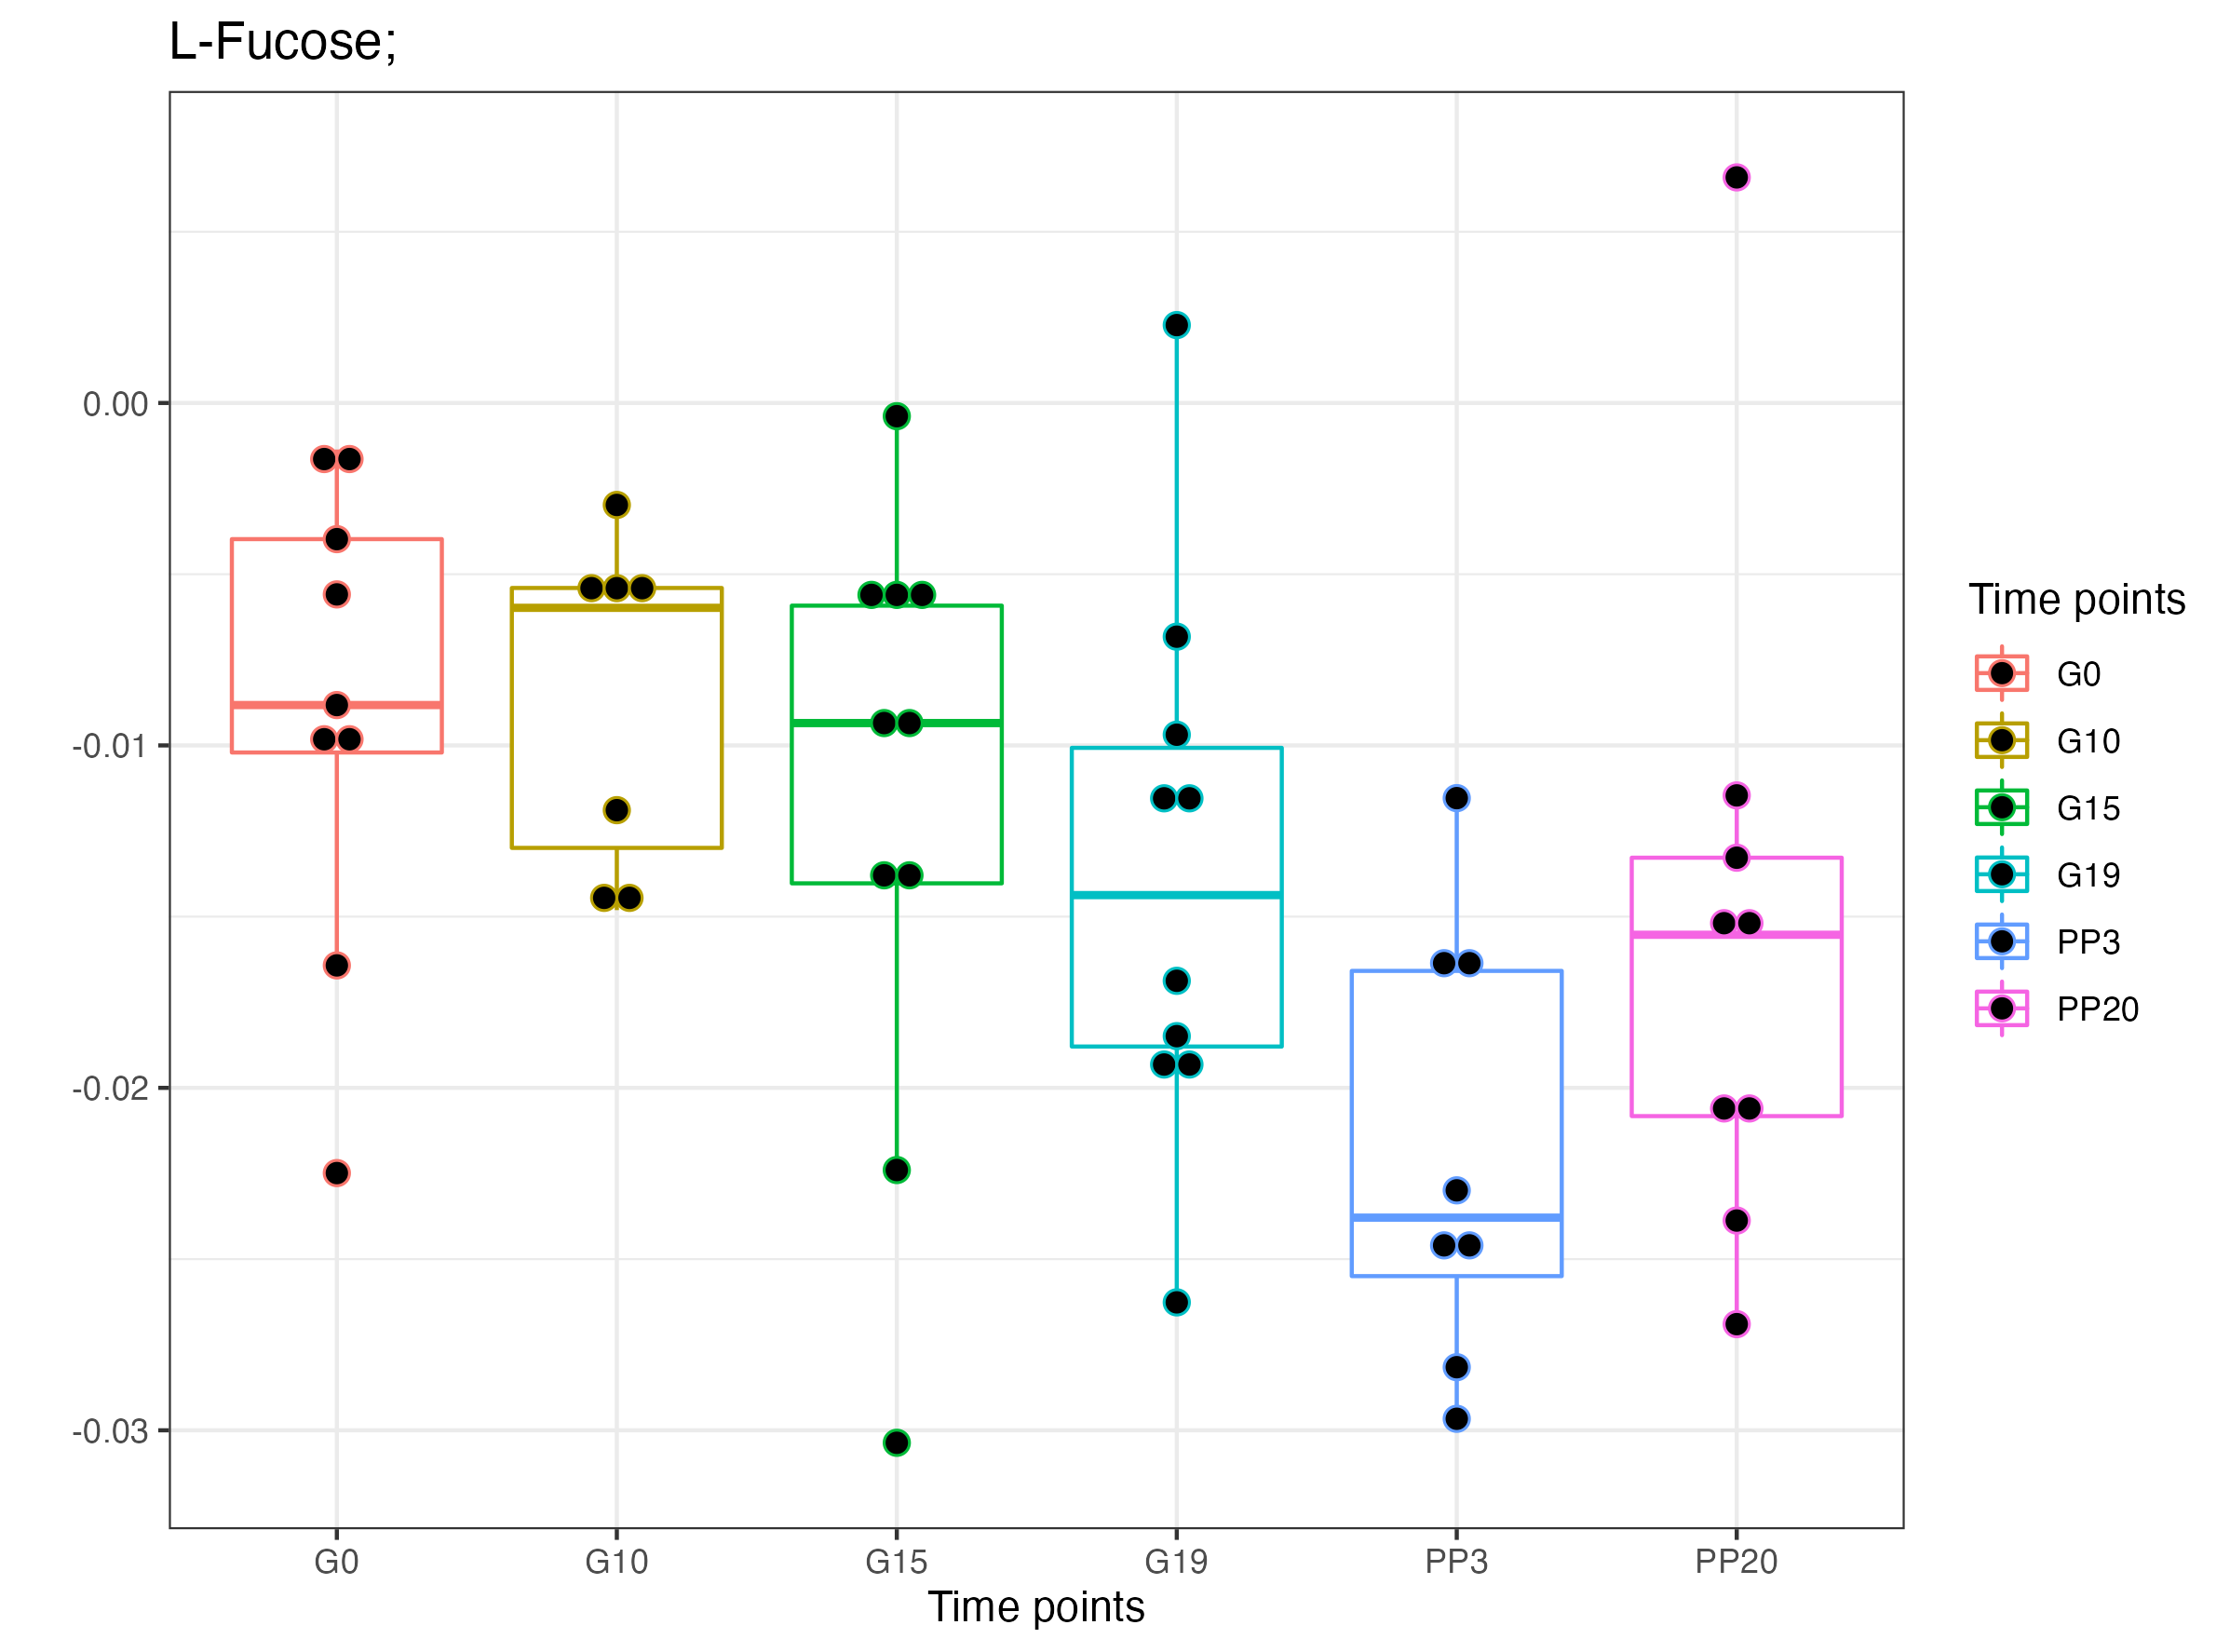 L-Fucose;
0.00
-0.01
-0.02
-0.03
G0 G10 G15 G19 PP3 PP20
Time points
Time points
G0
G10
G15
G19
PP3
PP20